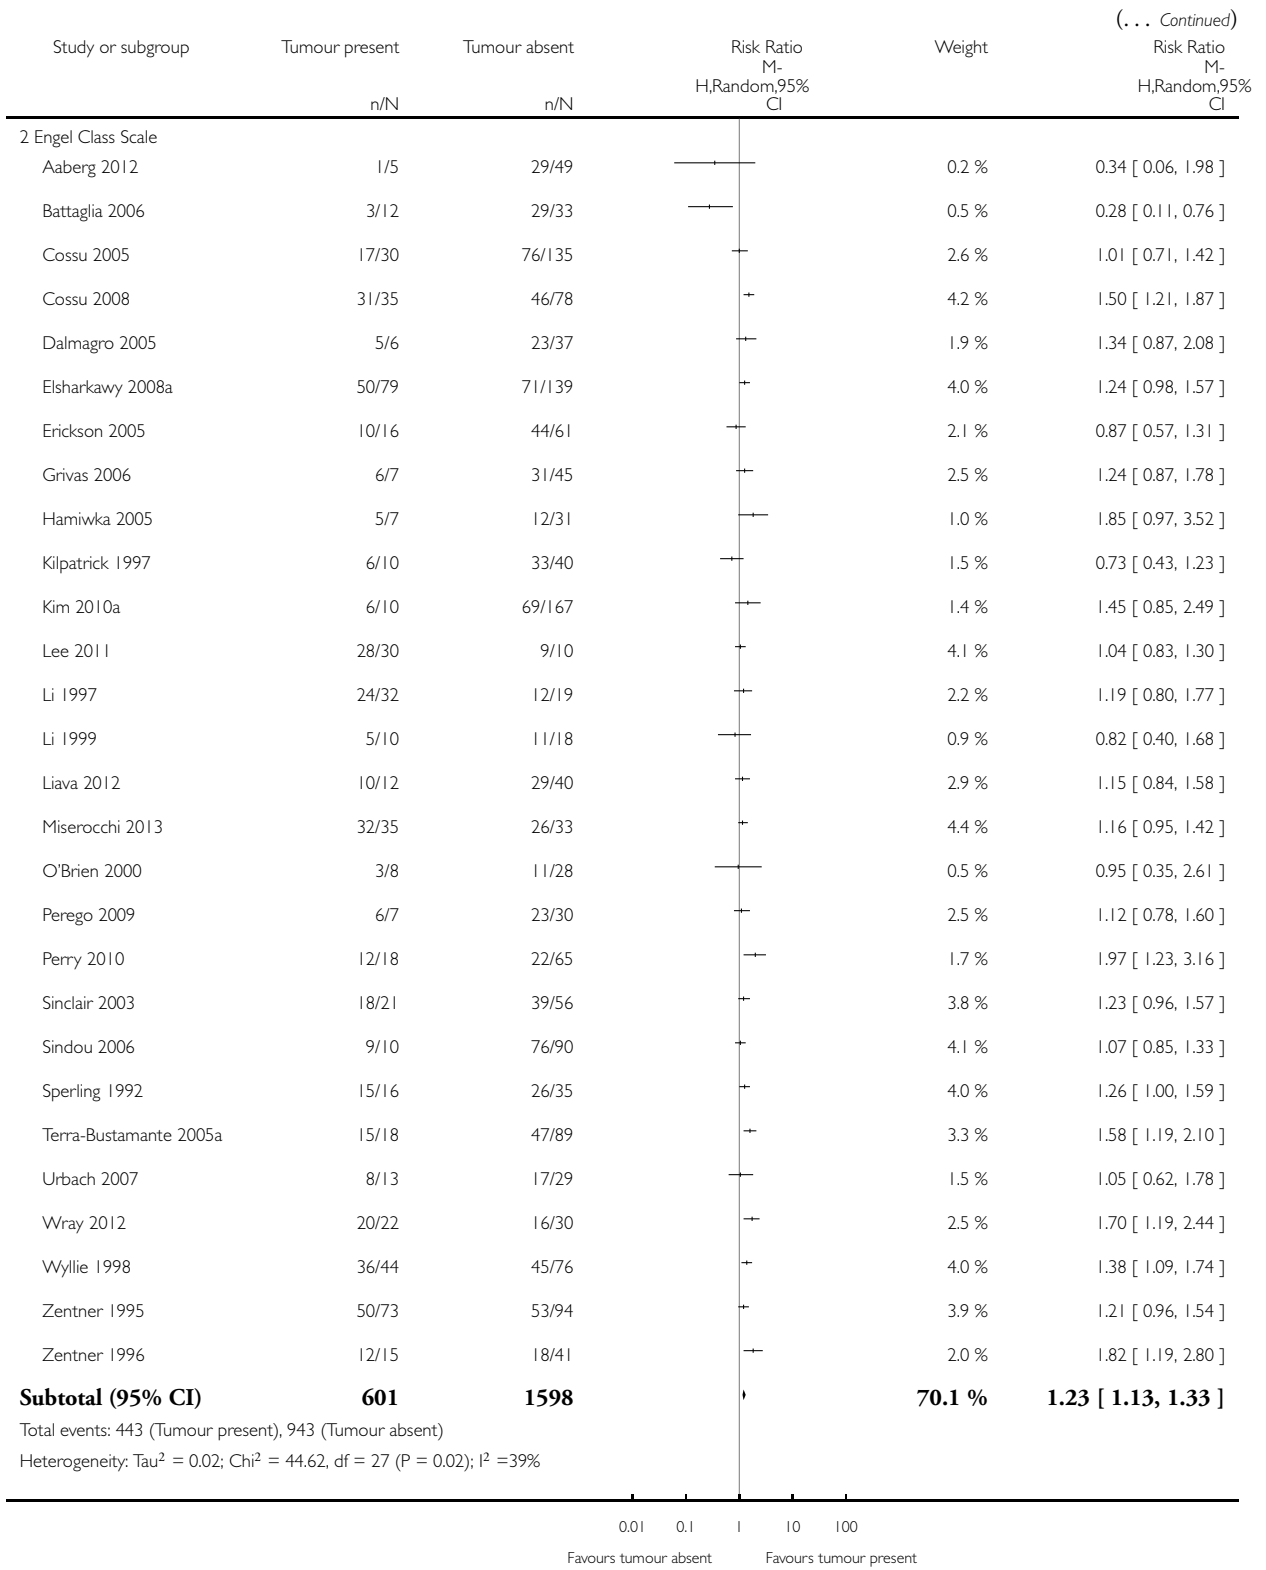 (... Continued)
Study or subgroup Tumour present Tumour absent Risk Ratio Weight Risk Ratio
M- M-
H,Random,95% H,Random,95%
n/N n/N CI CI
2 Engel Class Scale
Aaberg 2012 1/5 29/49 0.2 % 0.34 [ 0.06, 1.98 ]
Battaglia 2006 3/12 29/33 0.5 % 0.28 [ 0.11, 0.76 ]
Cossu 2005 17/30 76/135 2.6 % 1.01 [ 0.71, 1.42 ]
Cossu 2008 31/35 46/78 4.2 % 1.50 [ 1.21, 1.87 ]
Dalmagro 2005 5/6 23/37 1.9 % 1.34 [ 0.87, 2.08 ]
Elsharkawy 2008a 50/79 71/139 4.0 % 1.24 [ 0.98, 1.57 ]
Erickson 2005 10/16 44/61 2.1 % 0.87 [ 0.57, 1.31 ]
Grivas 2006 6/7 31/45 2.5 % 1.24 [ 0.87, 1.78 ]
Hamiwka 2005 5/7 12/31 1.0 % 1.85 [ 0.97, 3.52 ]
Kilpatrick 1997 6/10 33/40 1.5 % 0.73 [ 0.43, 1.23 ]
Kim 2010a 6/10 69/167 1.4 % 1.45 [ 0.85, 2.49 ]
Lee 2011 28/30 9/10 4.1 % 1.04 [ 0.83, 1.30 ]
Li 1997 24/32 12/19 2.2 % 1.19 [ 0.80, 1.77 ]
Li 1999 5/10 11/18 0.9 % 0.82 [ 0.40, 1.68 ]
Liava 2012 10/12 29/40 2.9 % 1.15 [ 0.84, 1.58 ]
Miserocchi 2013 32/35 26/33 4.4 % 1.16 [ 0.95, 1.42 ]
O'Brien 2000 3/8 11/28 0.5 % 0.95 [ 0.35, 2.61 ]
Perego 2009 6/7 23/30 2.5 % 1.12 [ 0.78, 1.60 ]
Perry 2010 12/18 22/65 1.7 % 1.97 [ 1.23, 3.16 ]
Sinclair 2003 18/21 39/56 3.8 % 1.23 [ 0.96, 1.57 ]
Sindou 2006 9/10 76/90 4.1 % 1.07 [ 0.85, 1.33 ]
Sperling 1992 15/16 26/35 4.0 % 1.26 [ 1.00, 1.59 ]
Terra-Bustamante 2005a 15/18 47/89 3.3 % 1.58 [ 1.19, 2.10 ]
Urbach 2007 8/13 17/29 1.5 % 1.05 [ 0.62, 1.78 ]
Wray 2012 20/22 16/30 2.5 % 1.70 [ 1.19, 2.44 ]
Wyllie 1998 36/44 45/76 4.0 % 1.38 [ 1.09, 1.74 ]
Zentner 1995 50/73 53/94 3.9 % 1.21 [ 0.96, 1.54 ]
Zentner 1996 12/15 18/41 2.0 % 1.82 [ 1.19, 2.80 ]
Subtotal (95% CI) 601 1598 70.1 % 1.23 [ 1.13, 1.33 ]
Total events: 443 (Tumour present), 943 (Tumour absent)
Heterogeneity: Tau² = 0.02; Chi² = 44.62, df = 27 (P = 0.02); I² =39%
0.01 0.1 1 10 100
Favours tumour absent Favours tumour present